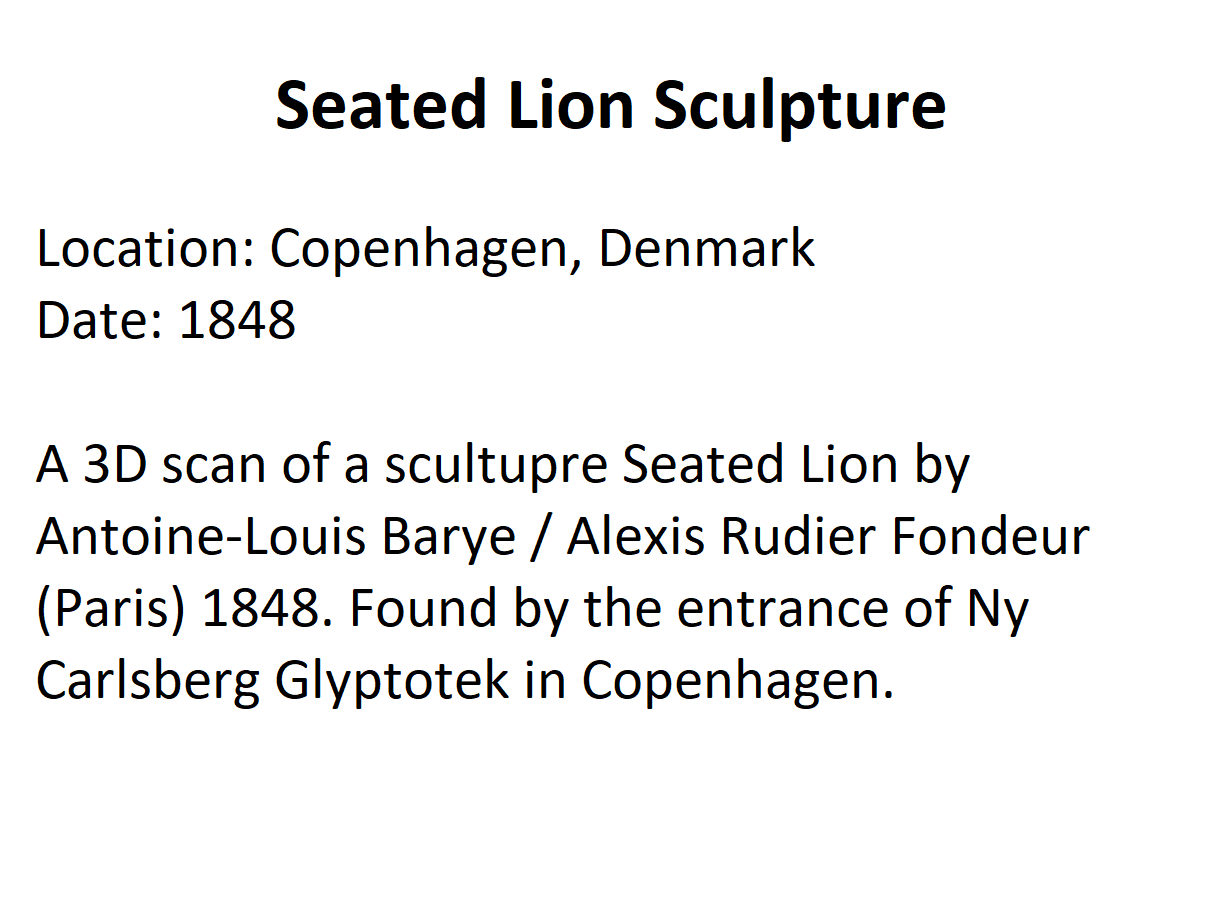 Seated Lion Sculpture
Location: Copenhagen, Denmark
Date: 1848
A 3D scan of a scultupre Seated Lion by
Antoine-Louis Barye / Alexis Rudier Fondeur
(Paris) 1848. Found by the entrance of Ny
Carlsberg Glyptotek in Copenhagen.